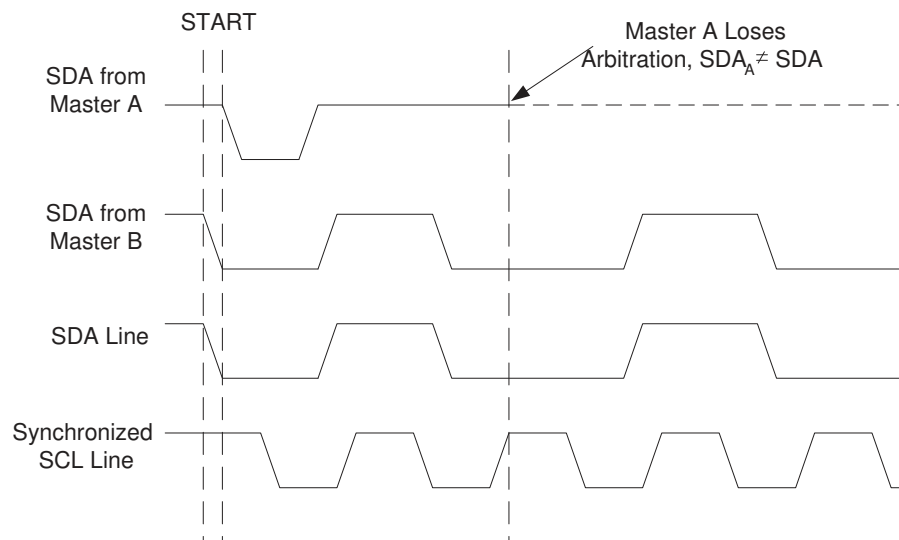 START
Master A Loses
Arbitration, SDA_A ≠ SDA
SDA from
Master A
SDA from
Master B
SDA Line
Synchronized
SCL Line